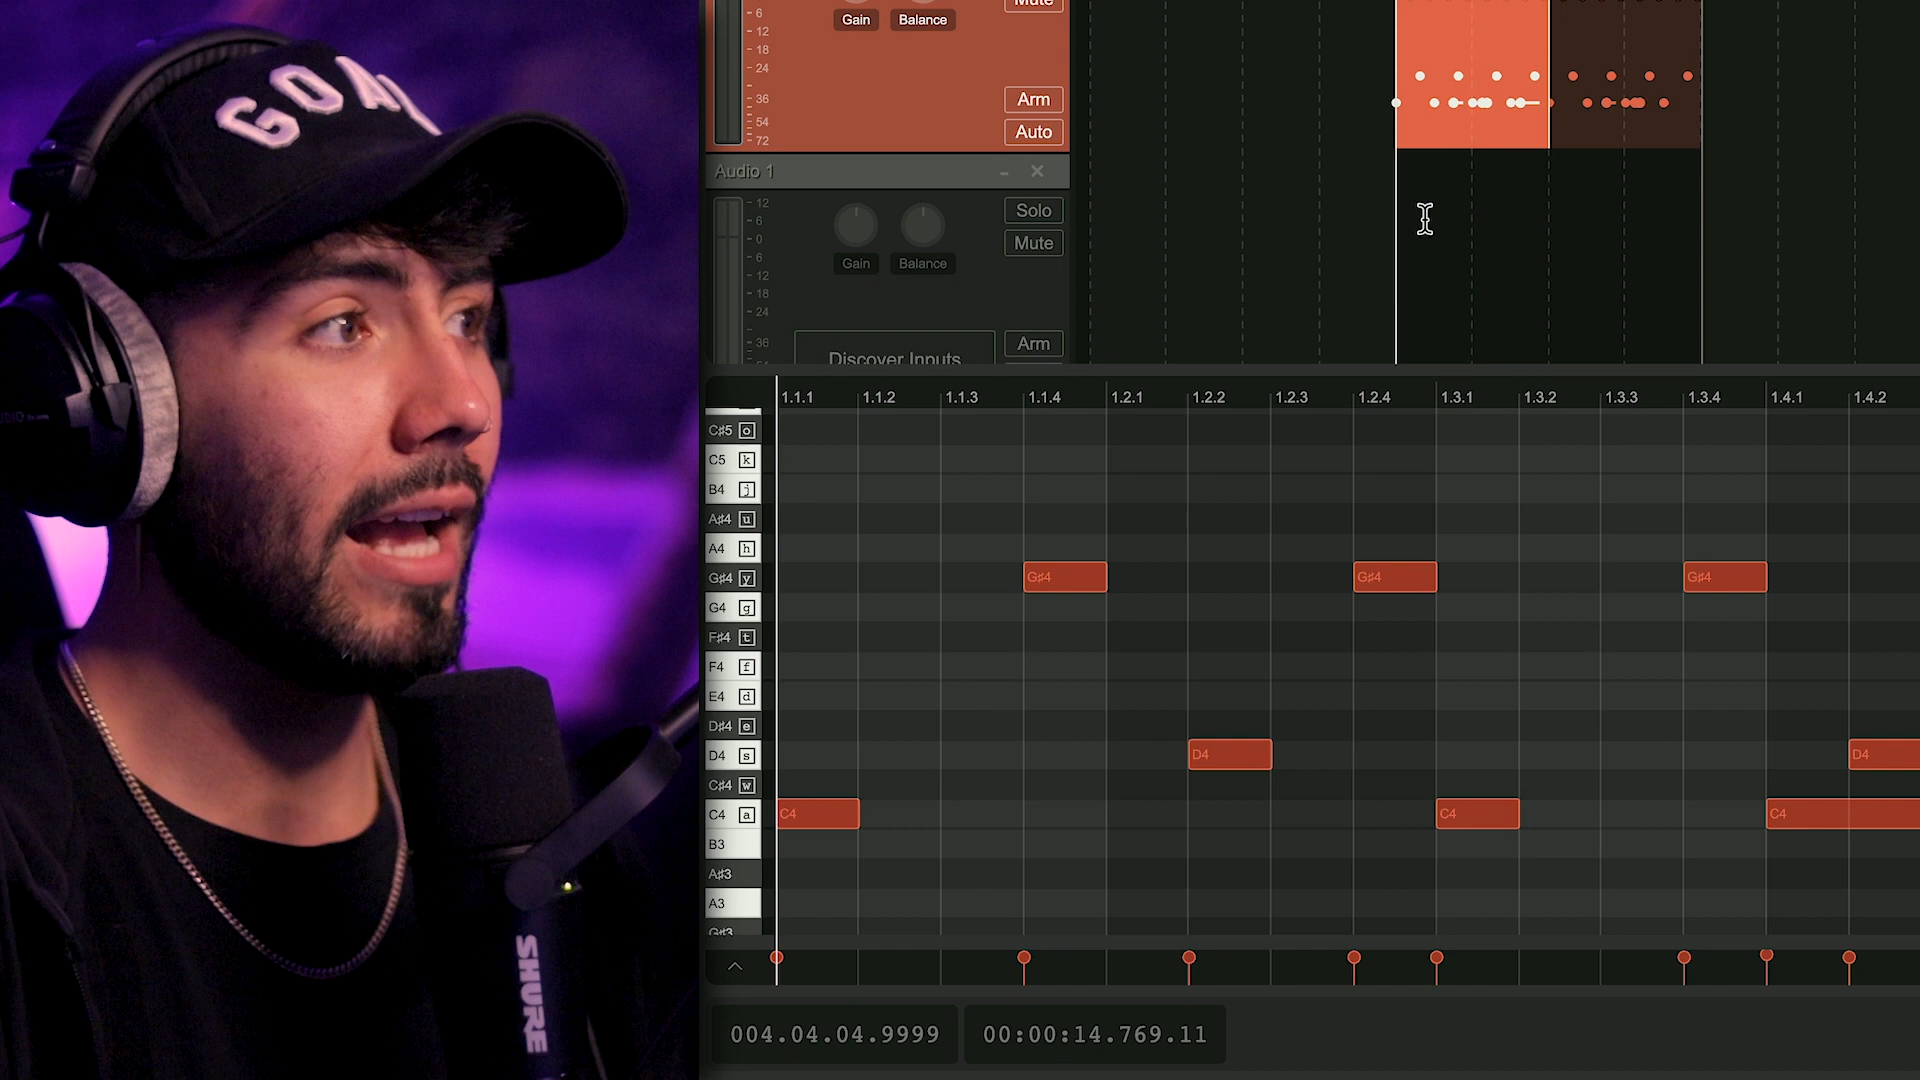 GOA
SHURE
Mute
6
12
18
24
36
54
72
Gain
Balance
Arm
Auto
Audio 1
12
6
0
6
12
18
24
36
Solo
Mute
Gain
Balance
Discover Inputs
Arm
1.1.1 1.1.2 1.1.3 1.1.4 1.2.1 1.2.2 1.2.3 1.2.4 1.3.1 1.3.2 1.3.3 1.3.4 1.4.1 1.4.2
C♯5 o
C5 k
B4 j
A♯4 u
A4 h
G♯4 y G♯4 G♯4 G♯4
G4 g
F♯4 t
F4 f
E4 d
D♯4 e
D4 s D4 D4
C♯4 w
C4 a C4 C4 C4
B3
A♯3
A3
G♯3
004.04.04.9999 00:00:14.769.11